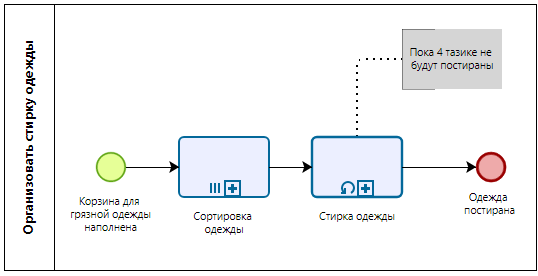 Организовать стирку одежды
Пока 4 тазике не
будут постираны
Корзина для
грязной одежды
наполнена
Сортировка
одежды
Стирка одежды
Одежда
постирана